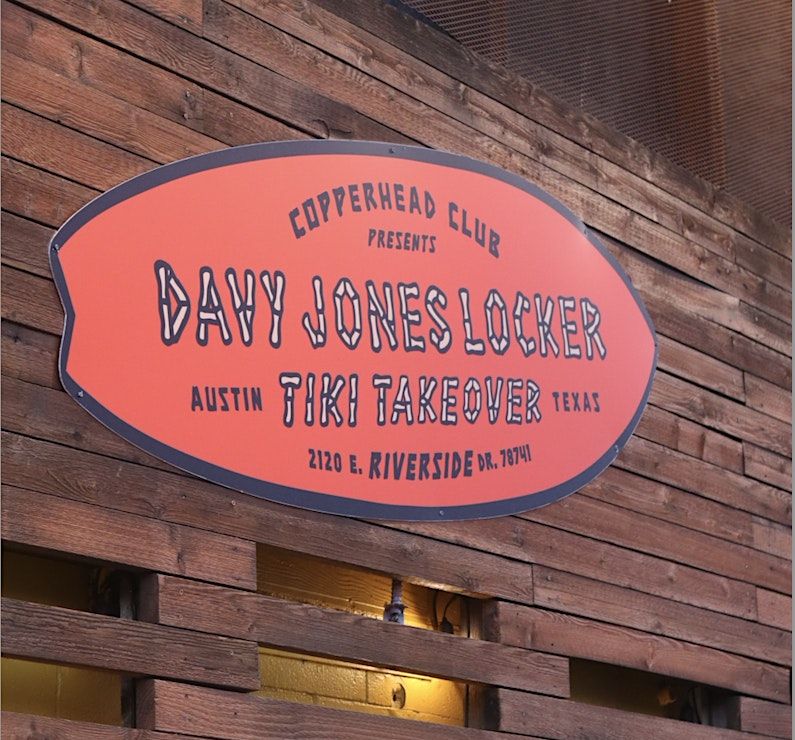 COPPERHEAD CLUB
PRESENTS
DAVY JONES LOCKER
AUSTIN TIKI TAKEOVER TEXAS
2120 E. RIVERSIDE DR. 78741